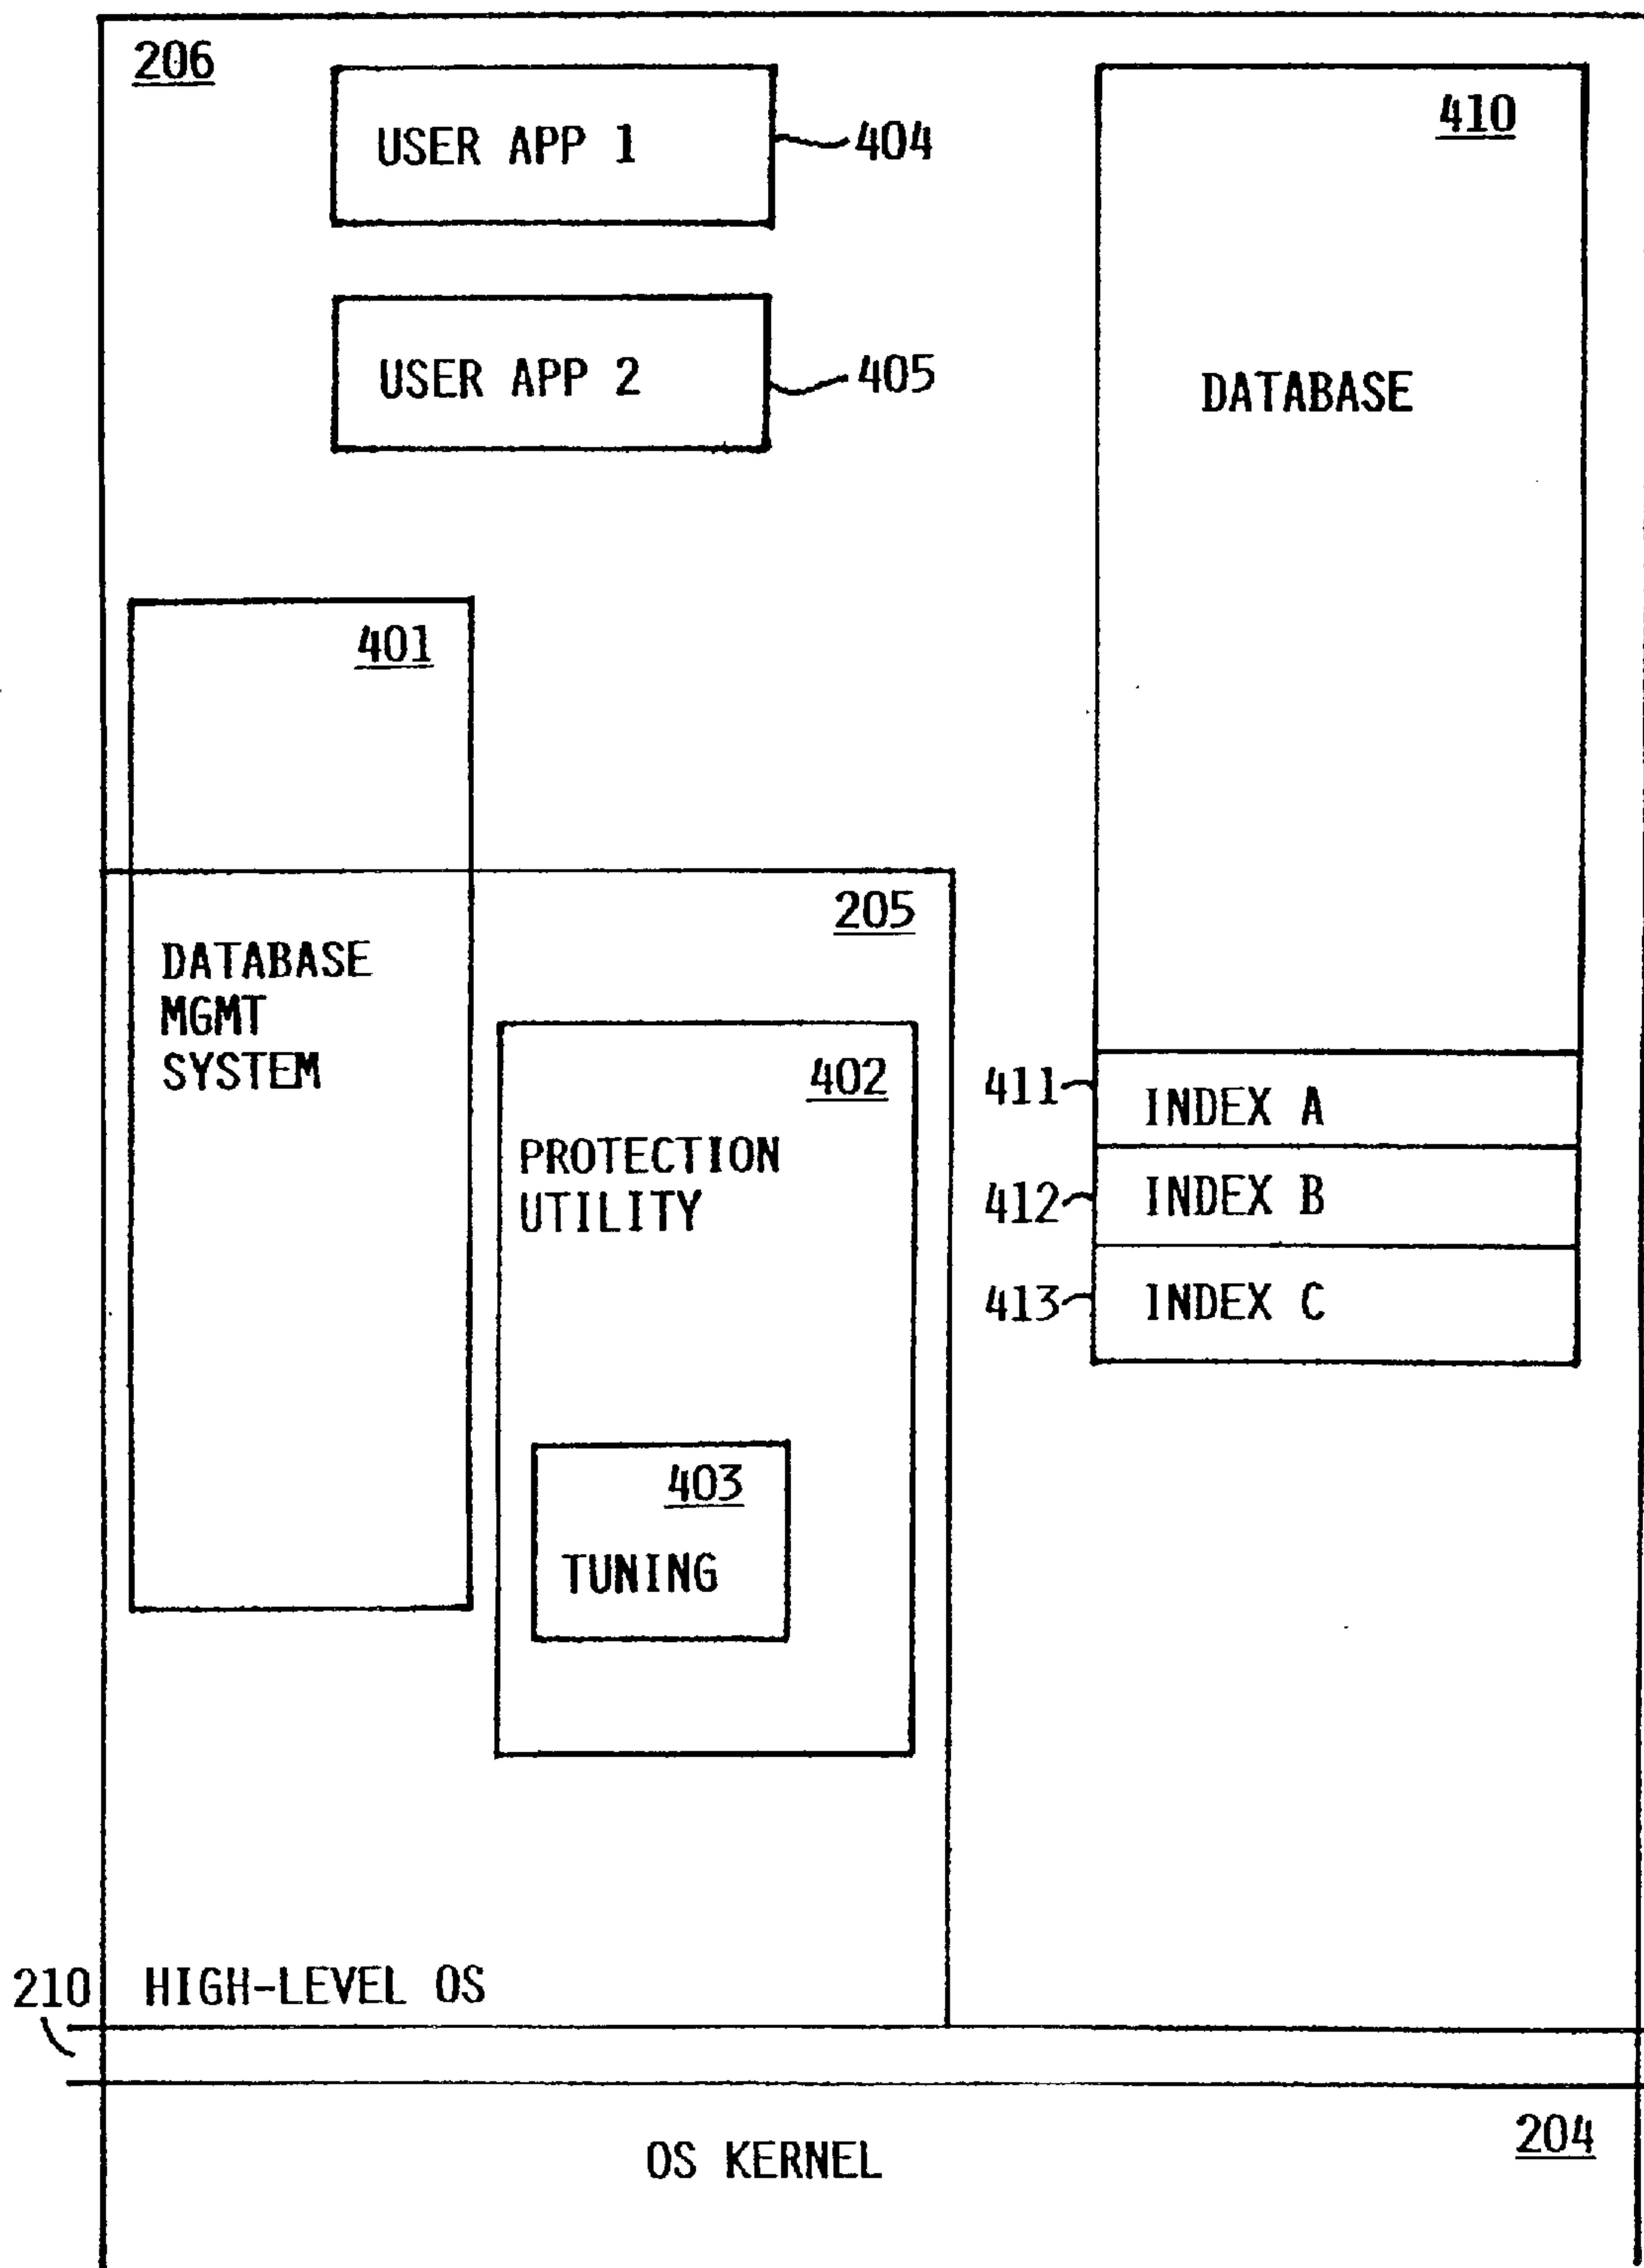 206
USER APP 1
404
USER APP 2
405
410
DATABASE
401
DATABASE
MGMT
SYSTEM
205
402
PROTECTION
UTILITY
403
TUNING
411
INDEX A
412
INDEX B
413
INDEX C
210
HIGH-LEVEL OS
204
OS KERNEL